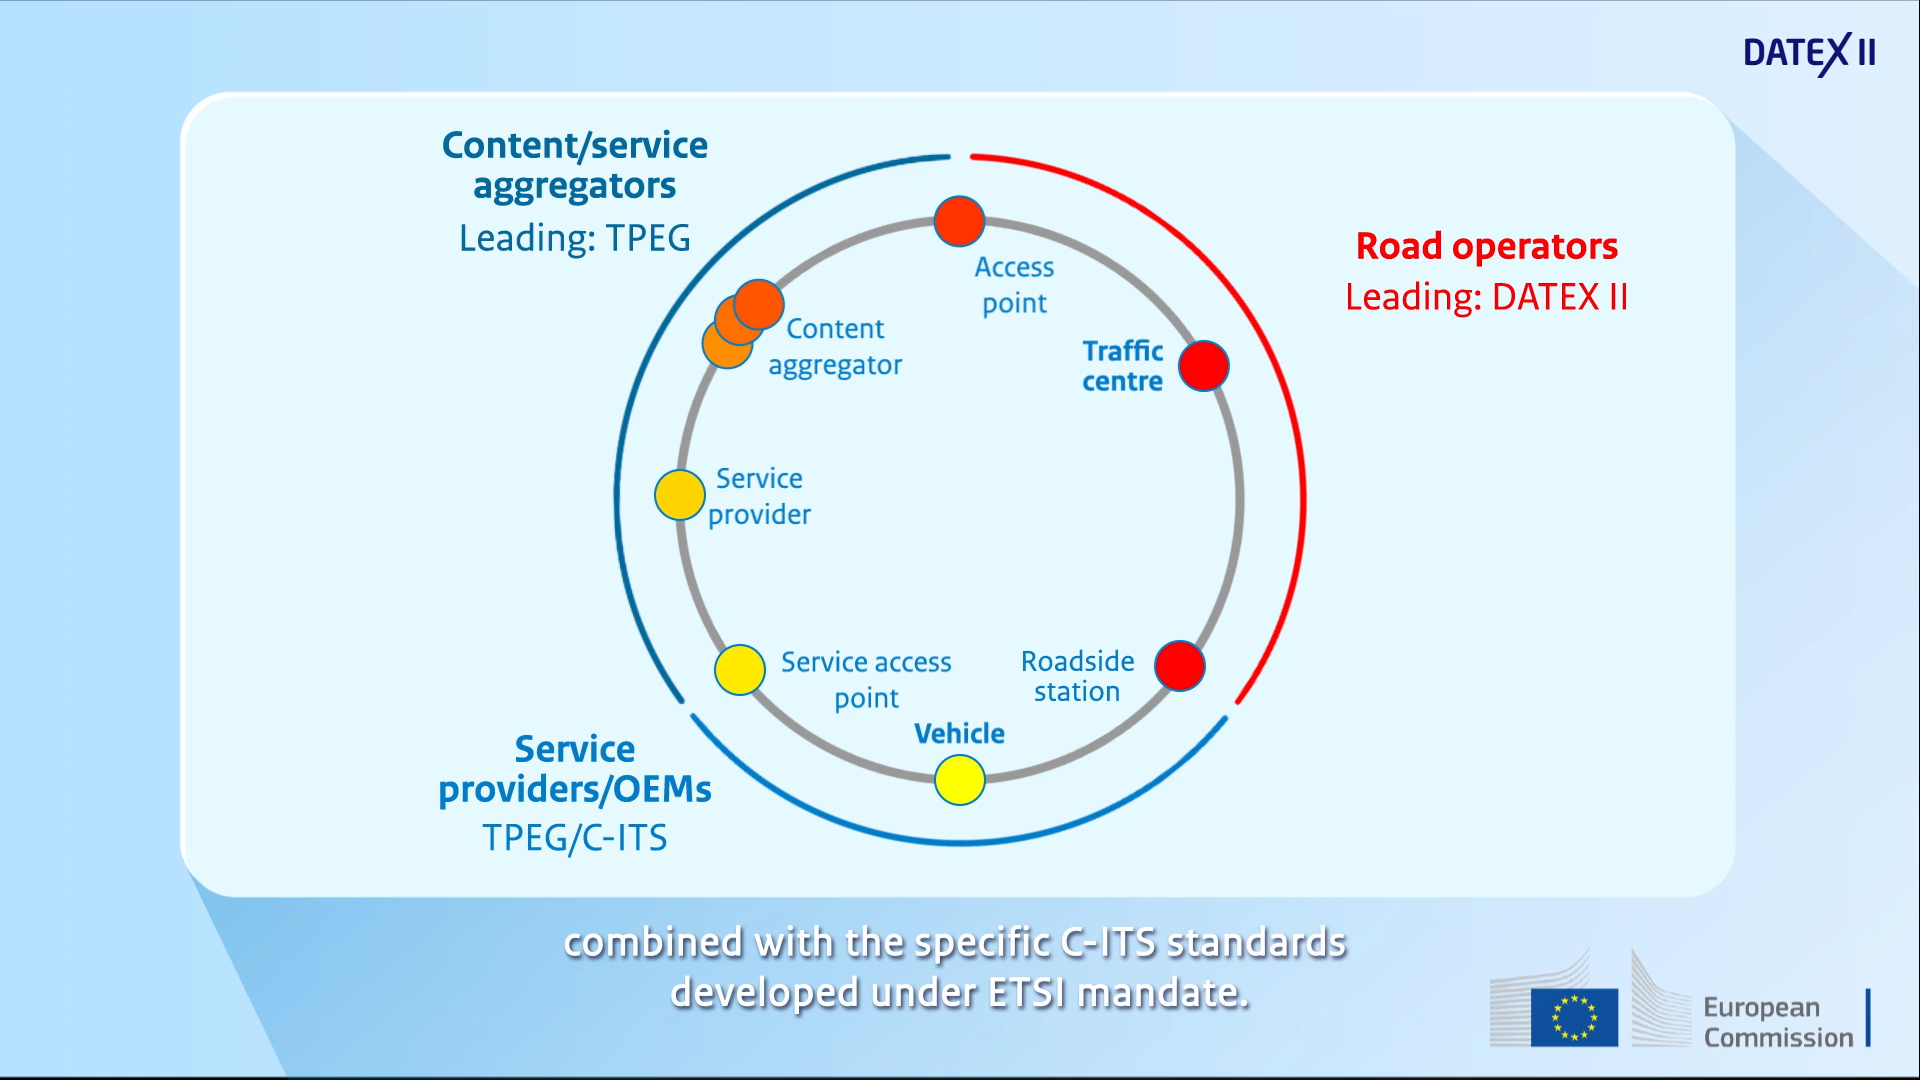 DATEX II
Content/service
aggregators
Leading: TPEG
Road operators
Leading: DATEX II
Access
point
Content
aggregator
Traffic
centre
Service
provider
Service access
point
Roadside
station
Vehicle
Service
providers/OEMs
TPEG/C-ITS
combined with the specific C-ITS standards
developed under ETSI mandate.
European
Commission